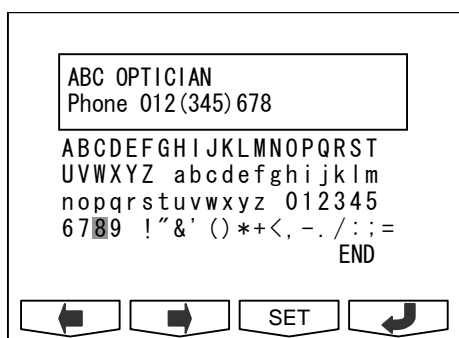 ABC OPTICIAN
Phone 012(345)678
ABCDEFGHIJKLMNOPQRST
UVWXYZ abcdefghijklm
nopqrstuvwxyz 012345
6789 !"&'()*+<,-./:;=
END
SET